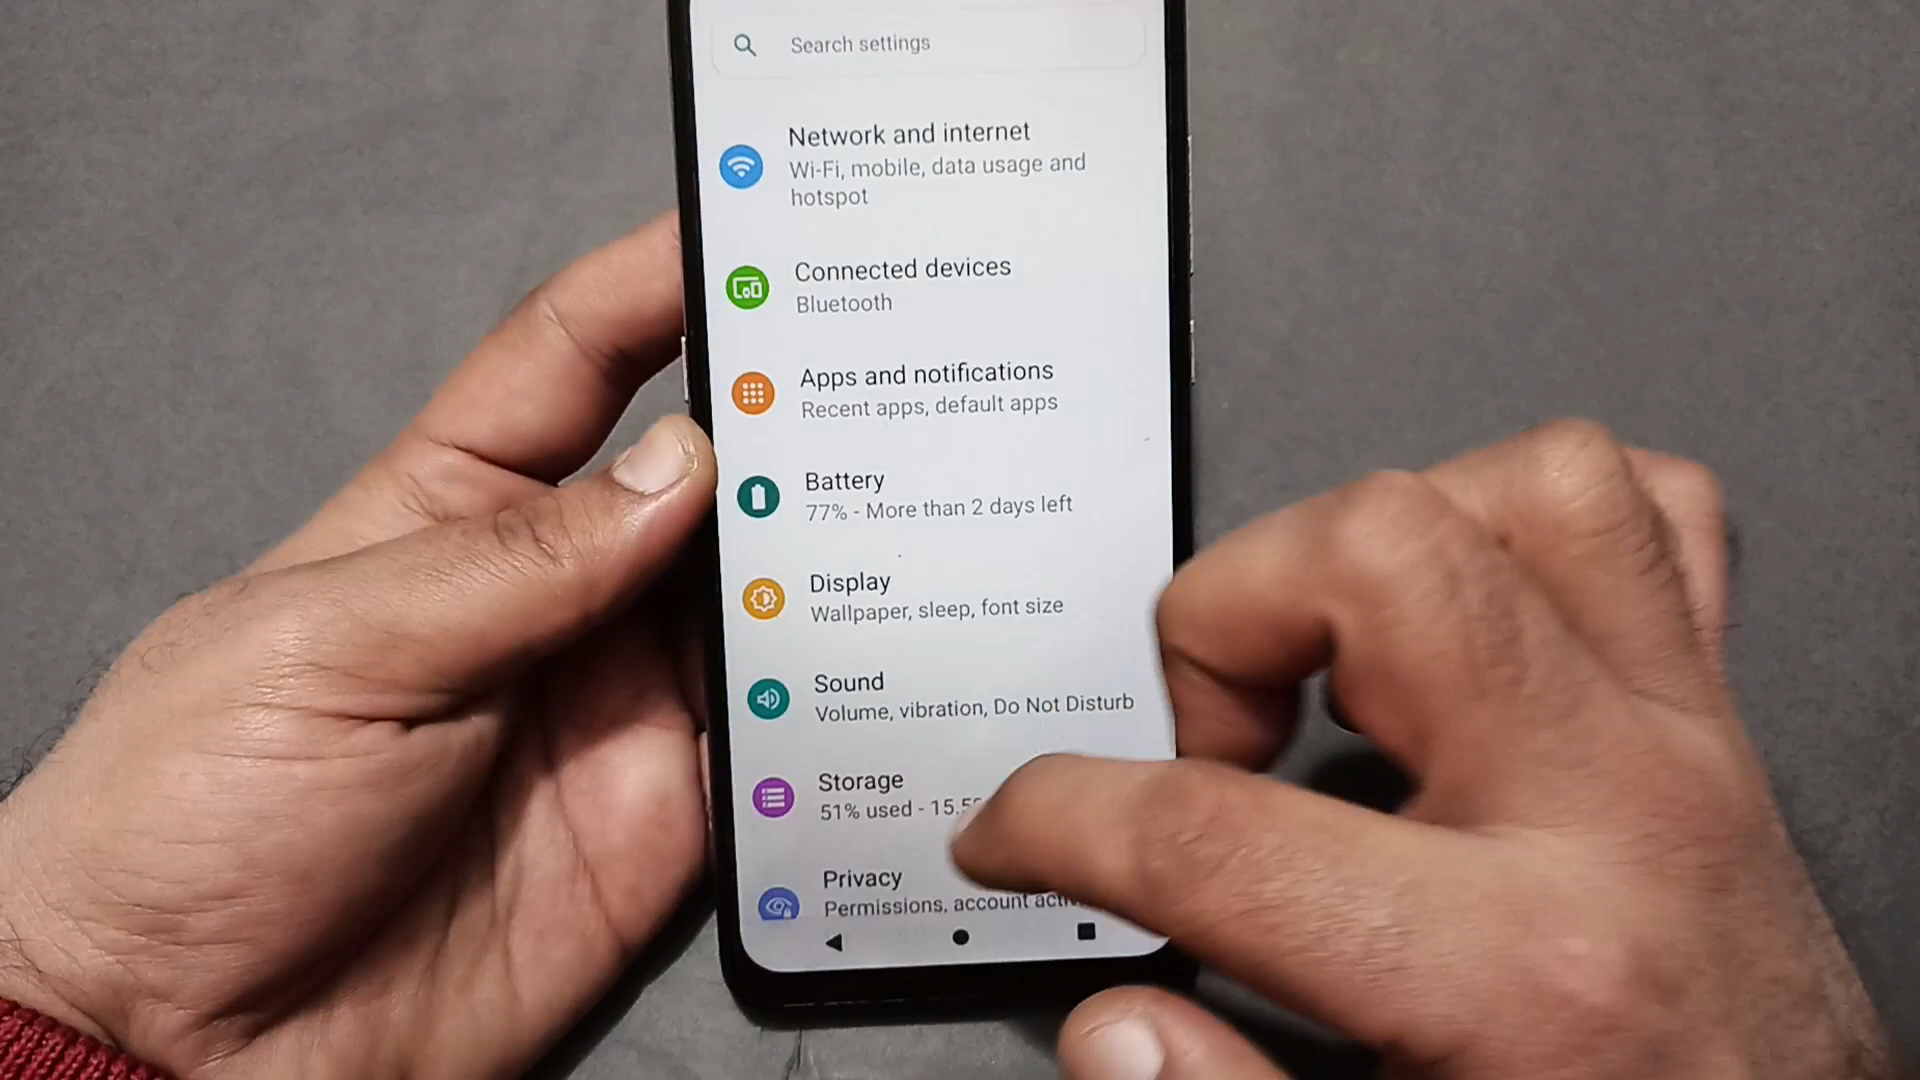 Search settings
Network and internet
Wi-Fi, mobile, data usage and
hotspot
Connected devices
Bluetooth
Apps and notifications
Recent apps, default apps
Battery
77% - More than 2 days left
Display
Wallpaper, sleep, font size
Sound
Volume, vibration, Do Not Disturb
Storage
51% used - 15.5
Privacy
Permissions, account